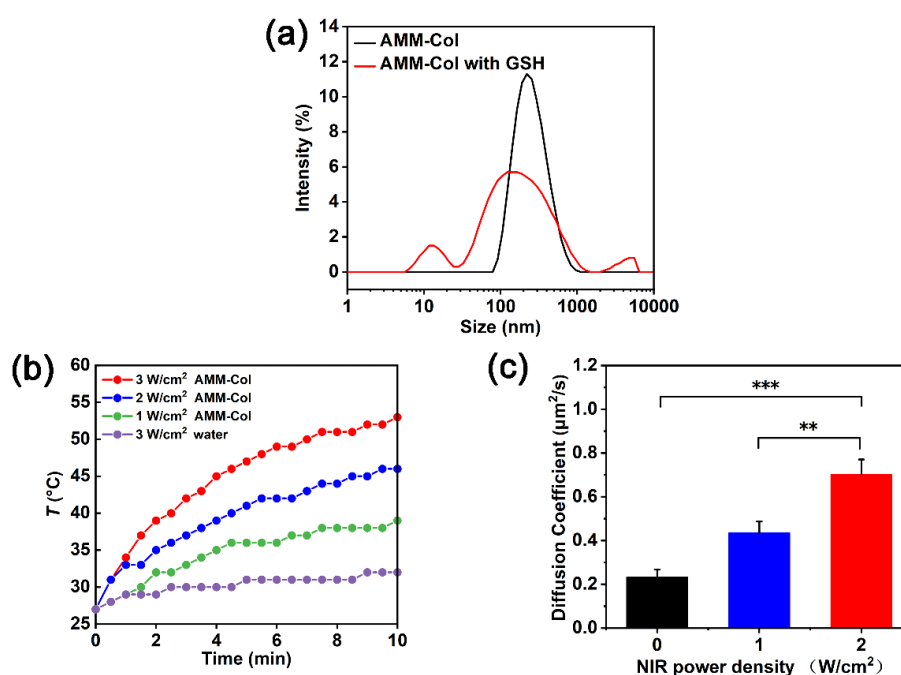 (a)
AMM-Col
AMM-Col with GSH
14
12
10
8
6
4
2
0
Intensity (%)
1 10 100 1000 10000
Size (nm)
(b)
3 W/cm² AMM-Col
2 W/cm² AMM-Col
1 W/cm² AMM-Col
3 W/cm² water
60
55
50
45
40
35
30
25
T (°C)
0 2 4 6 8 10
Time (min)
(c)
1.2
1.0
0.8
0.6
0.4
0.2
0.0
Diffusion Coefficient (μm²/s)
***
**
0 1 2
NIR power density （W/cm²）